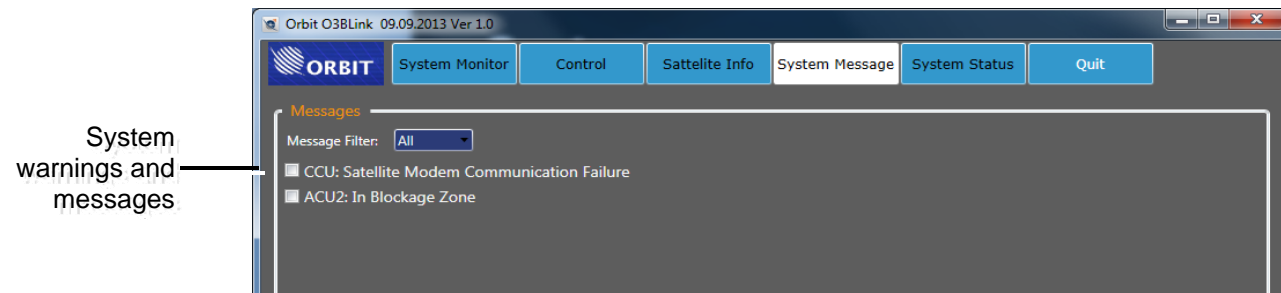 Orbit O3BLink 09.09.2013 Ver 1.0
ORBIT
System Monitor
Control
Sattelite Info
System Message
System Status
Quit
Messages
Message Filter: All
System
warnings and
messages
CCU: Satellite Modem Communication Failure
ACU2: In Blockage Zone